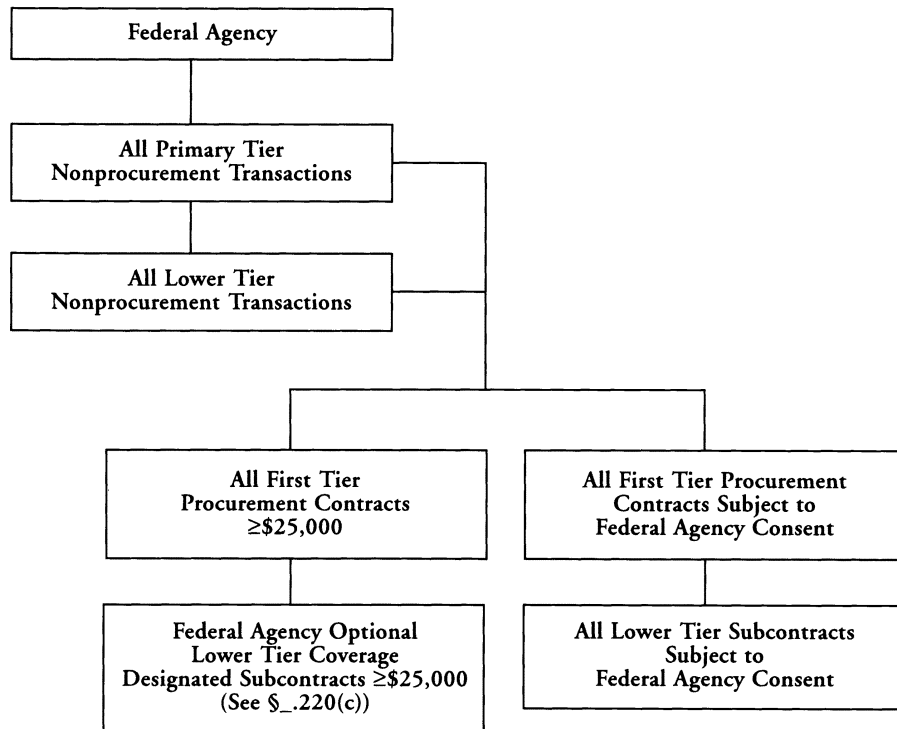 Federal Agency
All Primary Tier
Nonprocurement Transactions
All Lower Tier
Nonprocurement Transactions
All First Tier
Procurement Contracts
≥$25,000
All First Tier Procurement
Contracts Subject to
Federal Agency Consent
Federal Agency Optional
Lower Tier Coverage
Designated Subcontracts ≥$25,000
(See §_.220(c))
All Lower Tier Subcontracts
Subject to
Federal Agency Consent